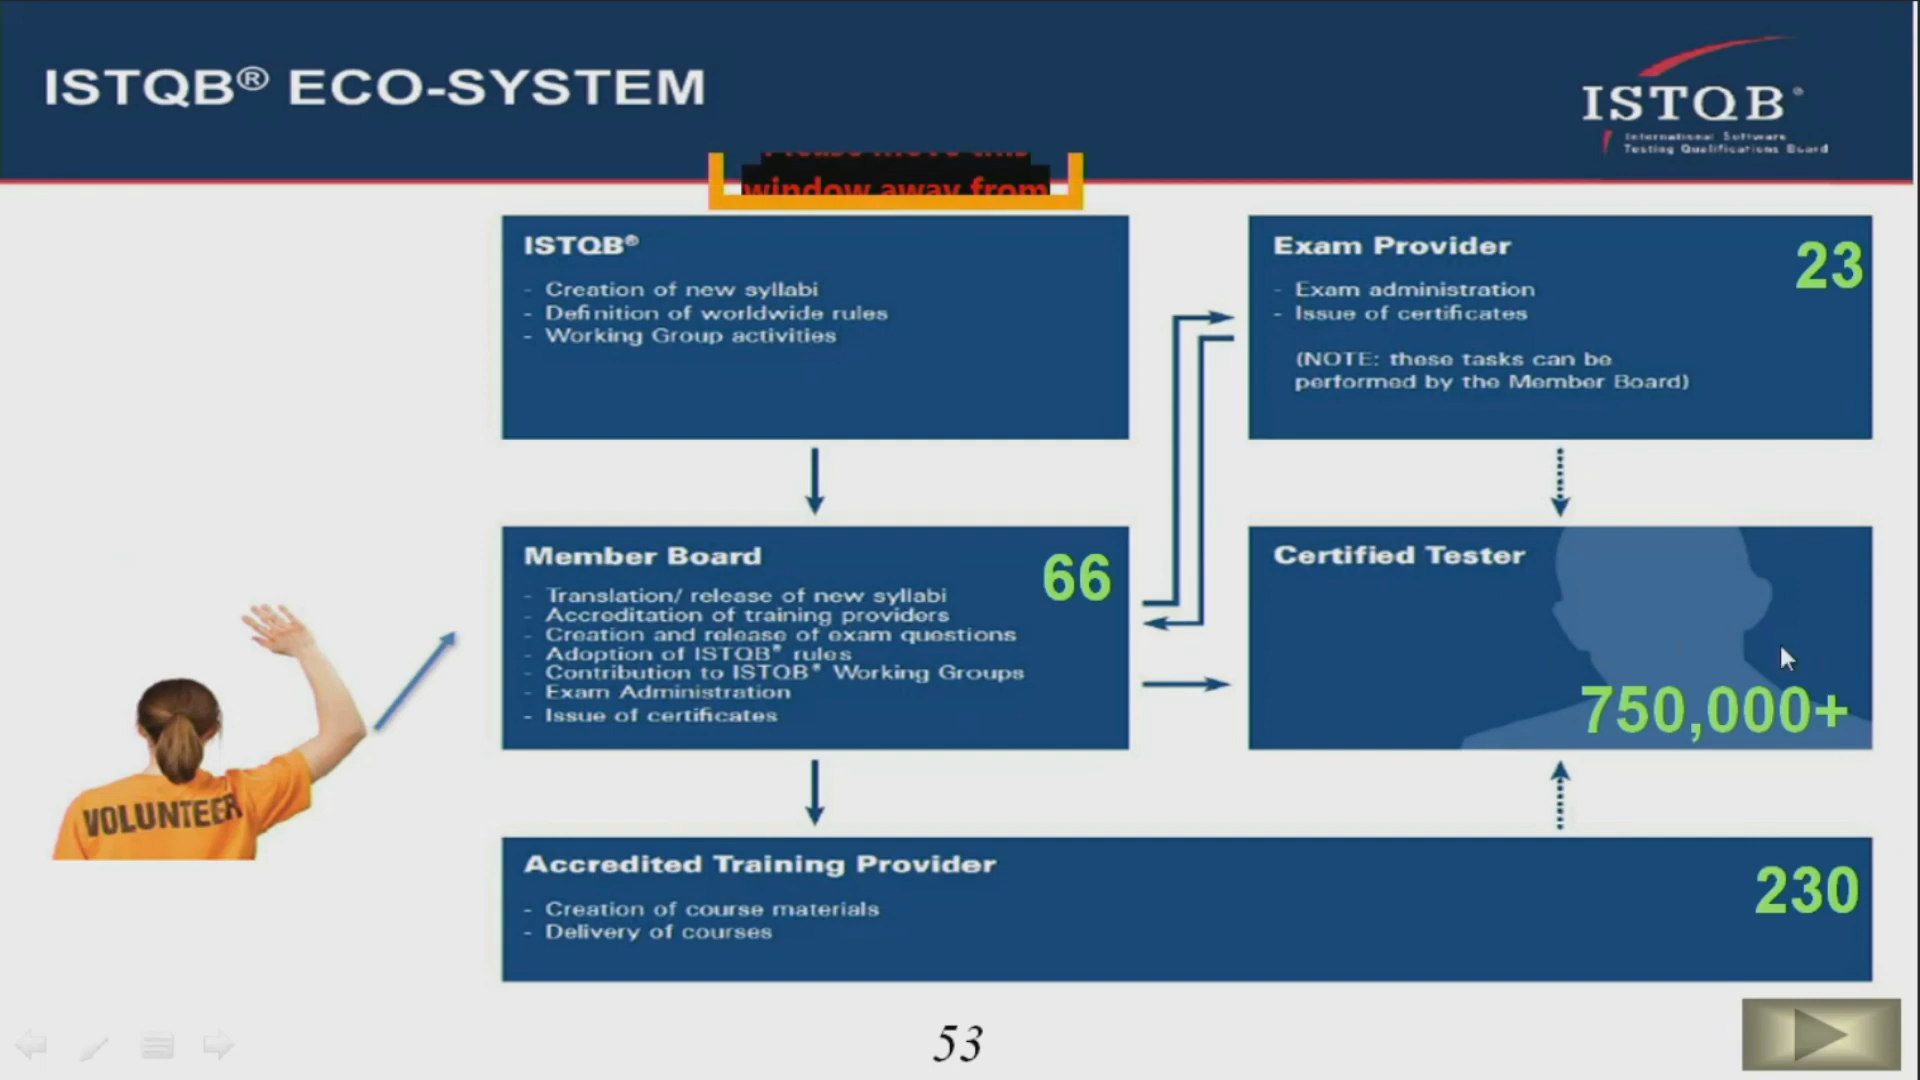 ISTQB® ECO-SYSTEM
ISTQB®
International Software
Testing Qualifications Board
window away from
ISTQB®
- Creation of new syllabi
- Definition of worldwide rules
- Working Group activities
Exam Provider
23
- Exam administration
- Issue of certificates
(NOTE: these tasks can be
performed by the Member Board)
Member Board
66
- Translation/ release of new syllabi
- Accreditation of training providers
- Creation and release of exam questions
- Adoption of ISTQB® rules
- Contribution to ISTQB® Working Groups
- Exam Administration
- Issue of certificates
Certified Tester
750,000+
VOLUNTEER
Accredited Training Provider
230
- Creation of course materials
- Delivery of courses
53